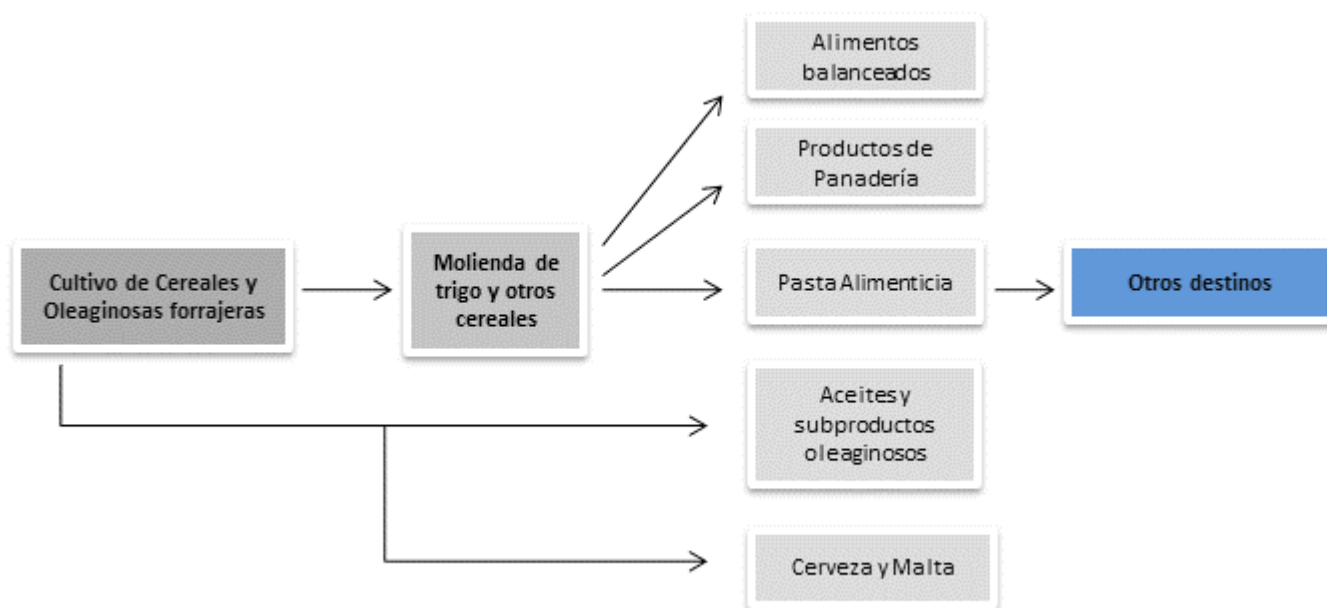 Alimentos
balanceados
Productos de
Panadería
Cultivo de Cereales y
Oleaginosas forrajeras
Molienda de
trigo y otros
cereales
Pasta Alimenticia
Otros destinos
Aceites y
subproductos
oleaginosos
Cerveza y Malta